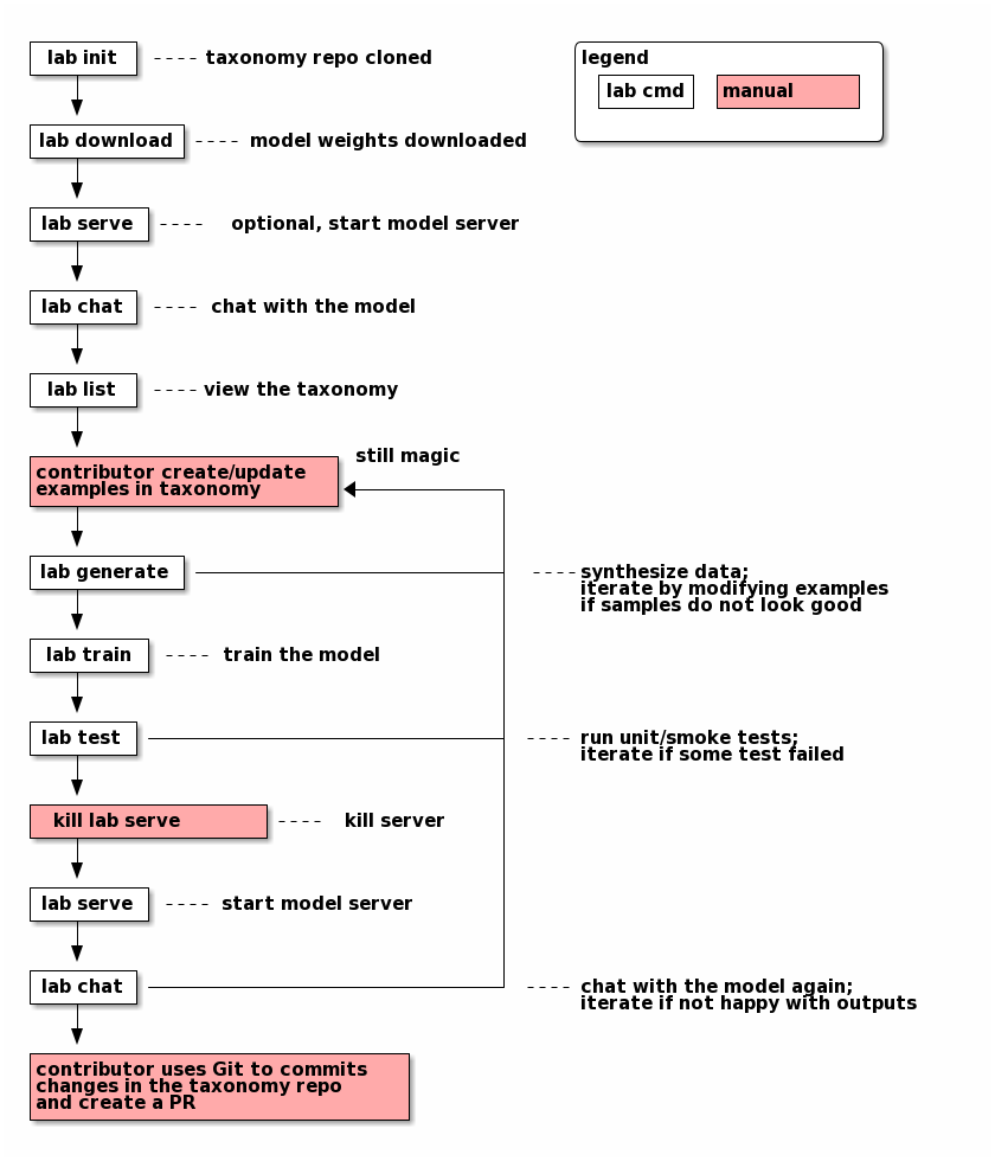 lab init
taxonomy repo cloned
legend
lab cmd
manual
lab download
model weights downloaded
lab serve
optional, start model server
lab chat
chat with the model
lab list
view the taxonomy
still magic
contributor create/update
examples in taxonomy
lab generate
synthesize data;
iterate by modifying examples
if samples do not look good
lab train
train the model
lab test
run unit/smoke tests;
iterate if some test failed
kill lab serve
kill server
lab serve
start model server
lab chat
chat with the model again;
iterate if not happy with outputs
contributor uses Git to commits
changes in the taxonomy repo
and create a PR